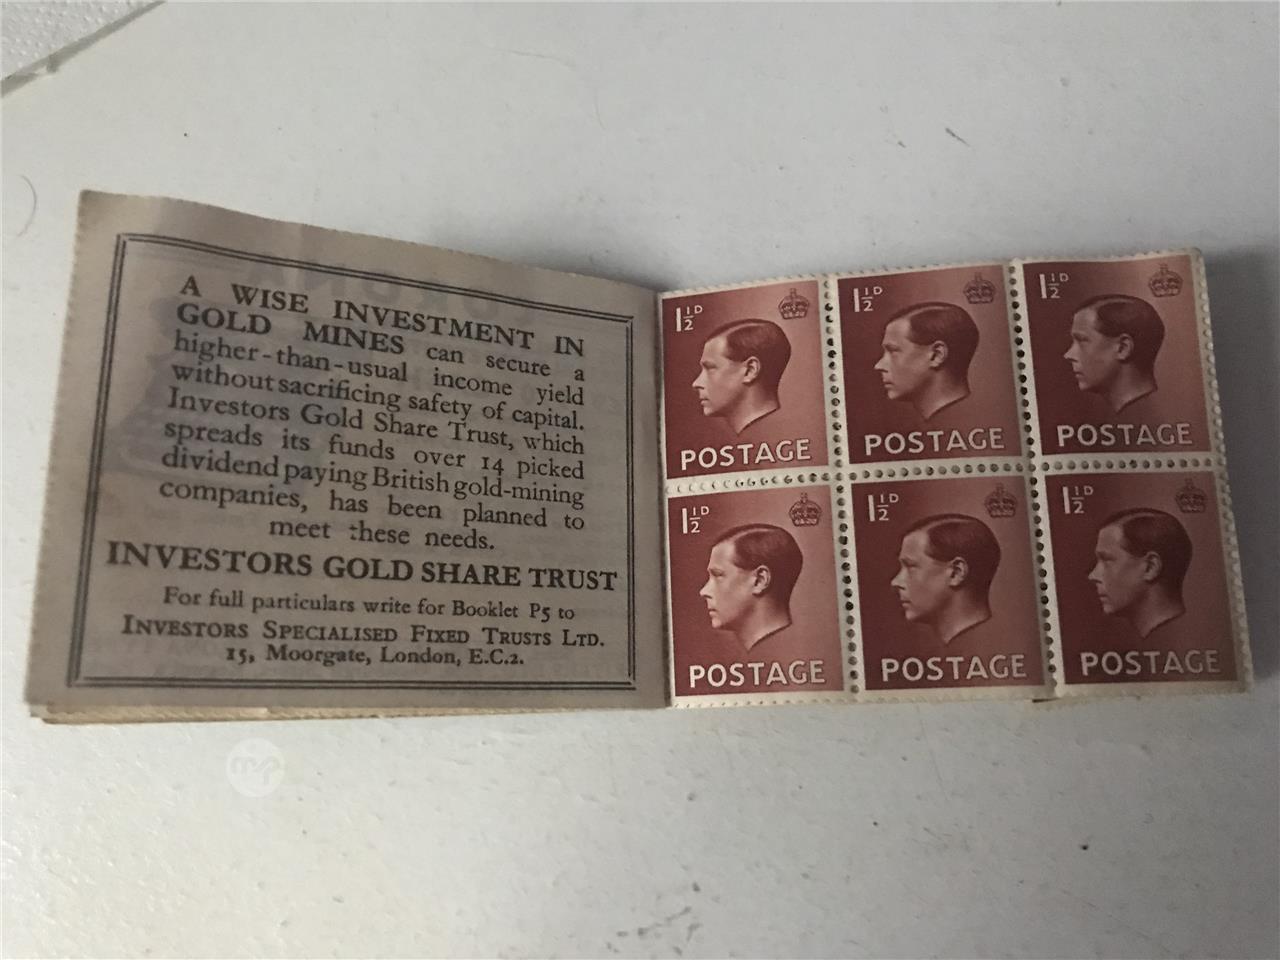 A WISE INVESTMENT IN
GOLD MINES can secure a
higher-than-usual income yield
without sacrificing safety of capital.
Investors Gold Share Trust, which
spreads its funds over 14 picked
dividend paying British gold-mining
companies, has been planned to
meet these needs.
INVESTORS GOLD SHARE TRUST
For full particulars write for Booklet P5 to
INVESTORS SPECIALISED FIXED TRUSTS LTD.
15, Moorgate, London, E.C.2.
1½D
POSTAGE
1½D
POSTAGE
1½D
POSTAGE
1½D
POSTAGE
1½D
POSTAGE
1½D
POSTAGE